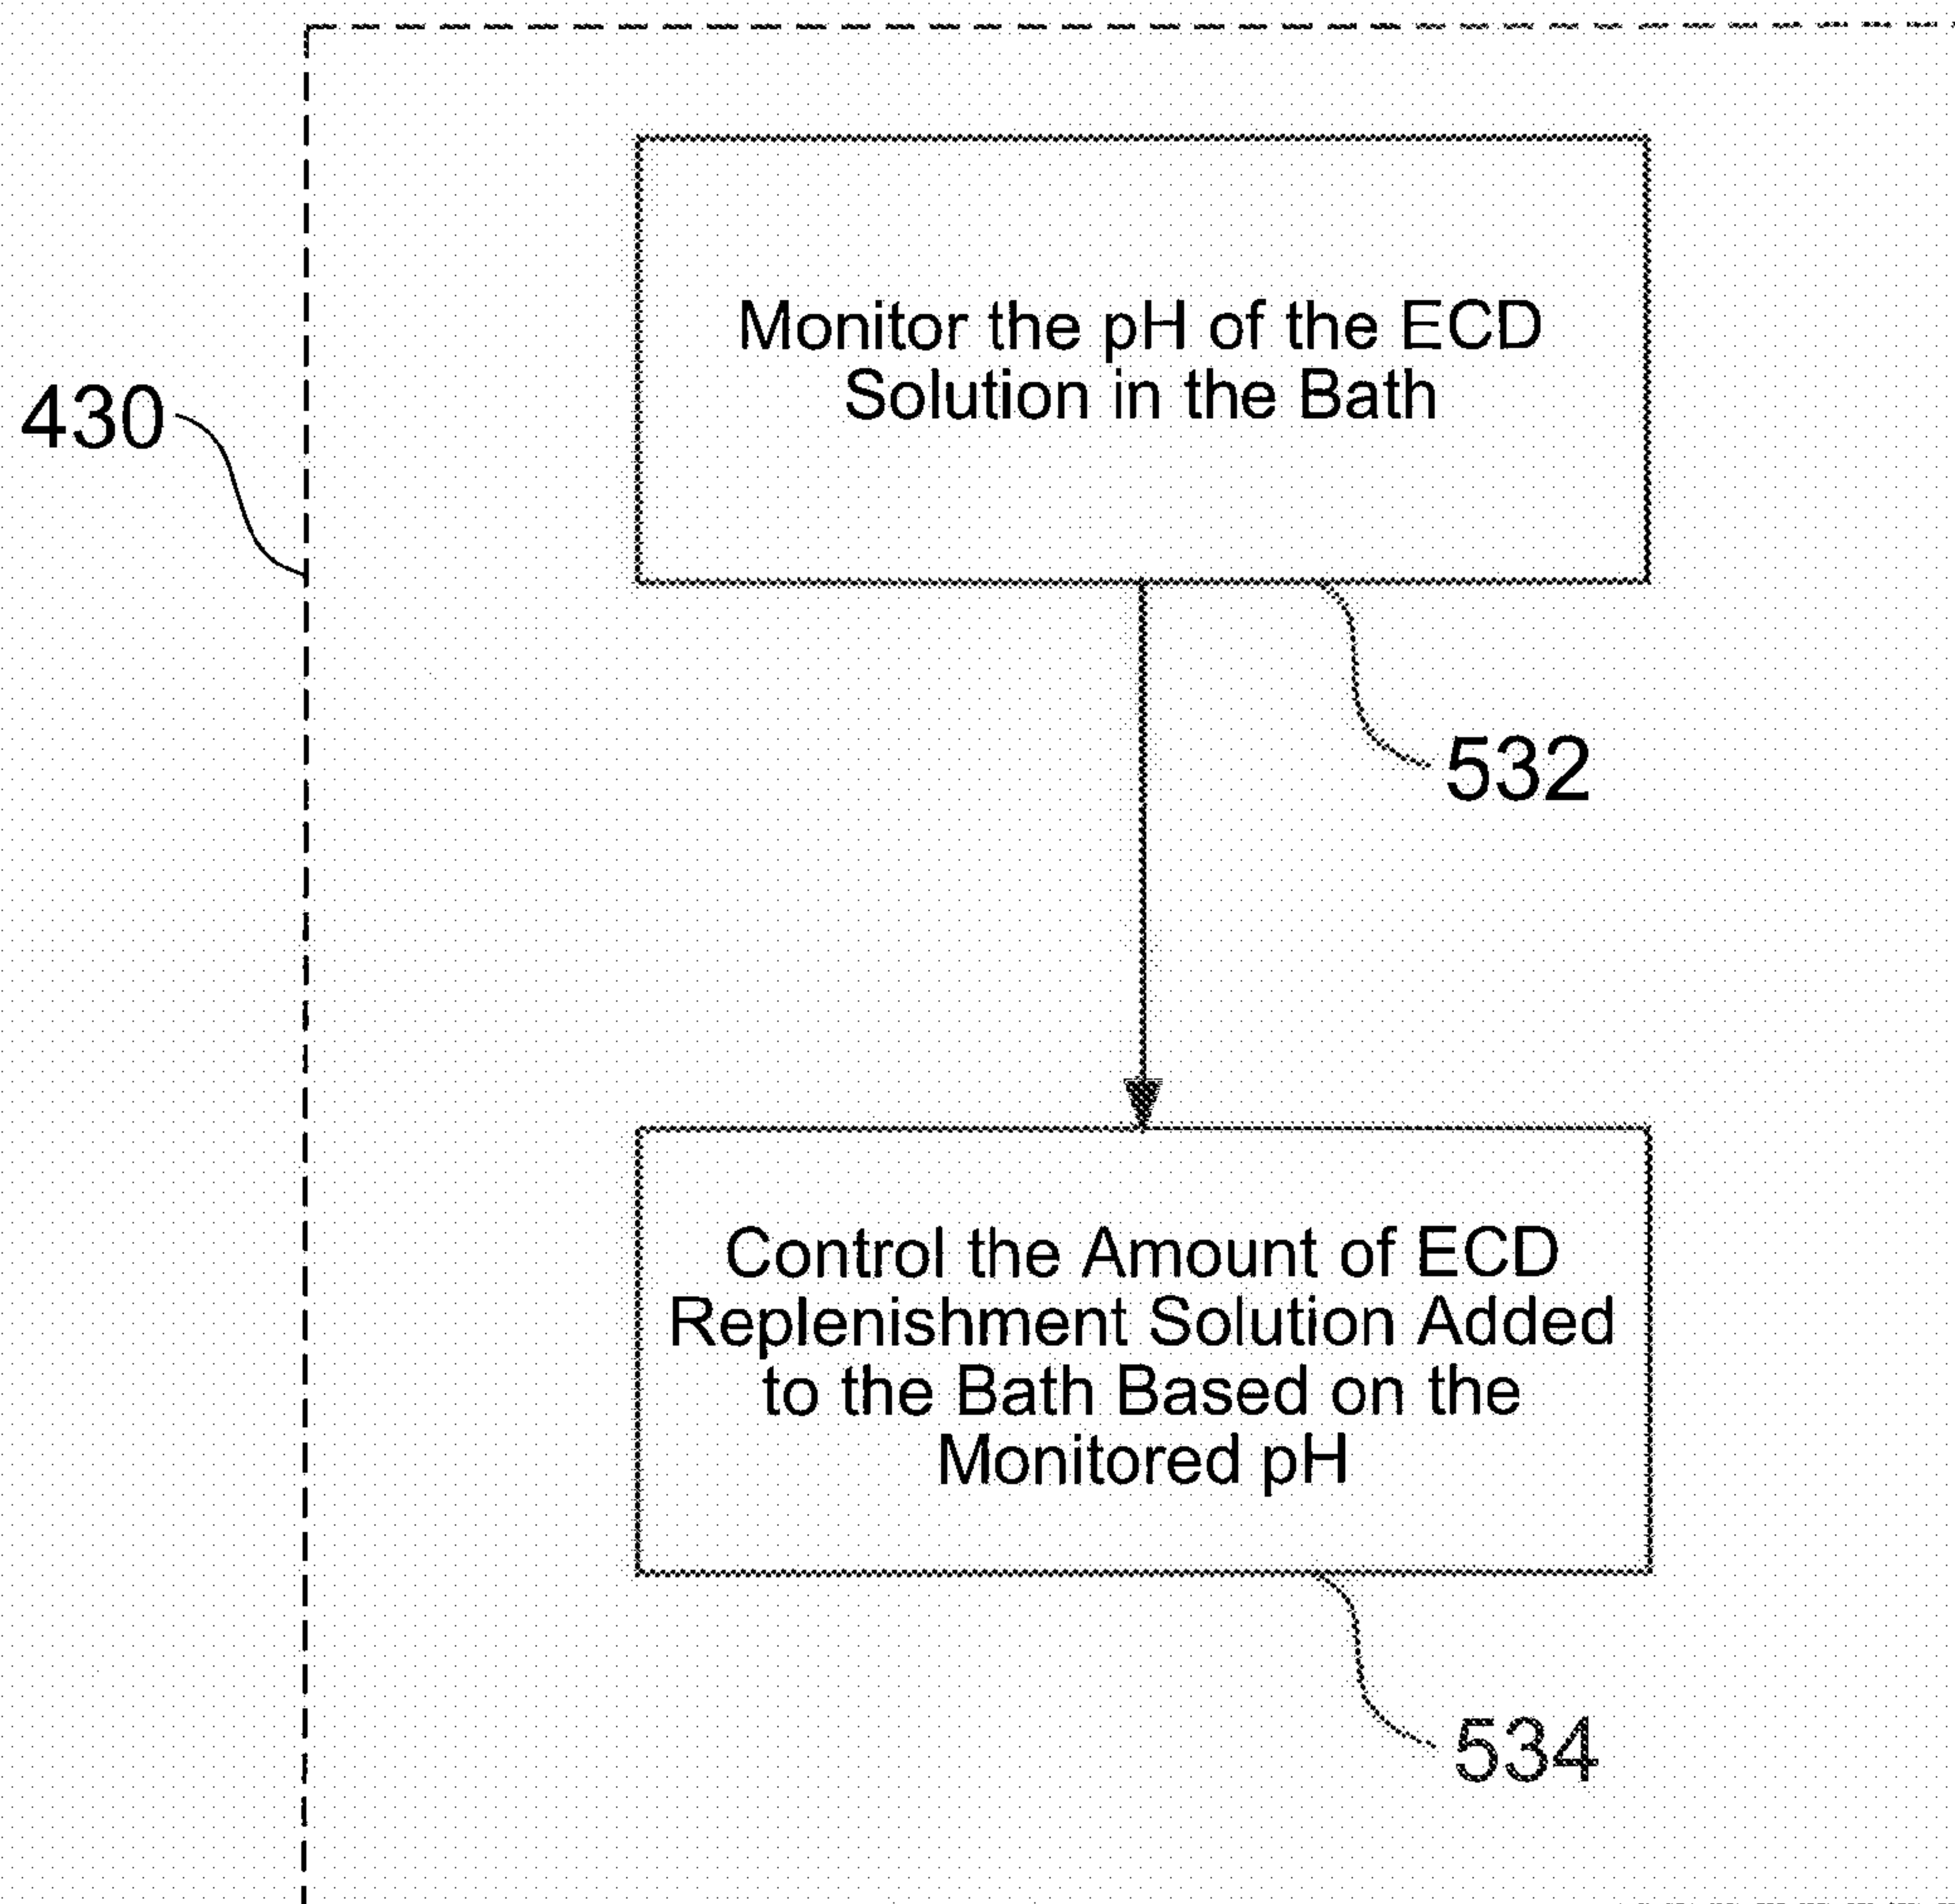 Monitor the pH of the ECD
Solution in the Bath
430
532
Control the Amount of ECD
Replenishment Solution Added
to the Bath Based on the
Monitored pH
534